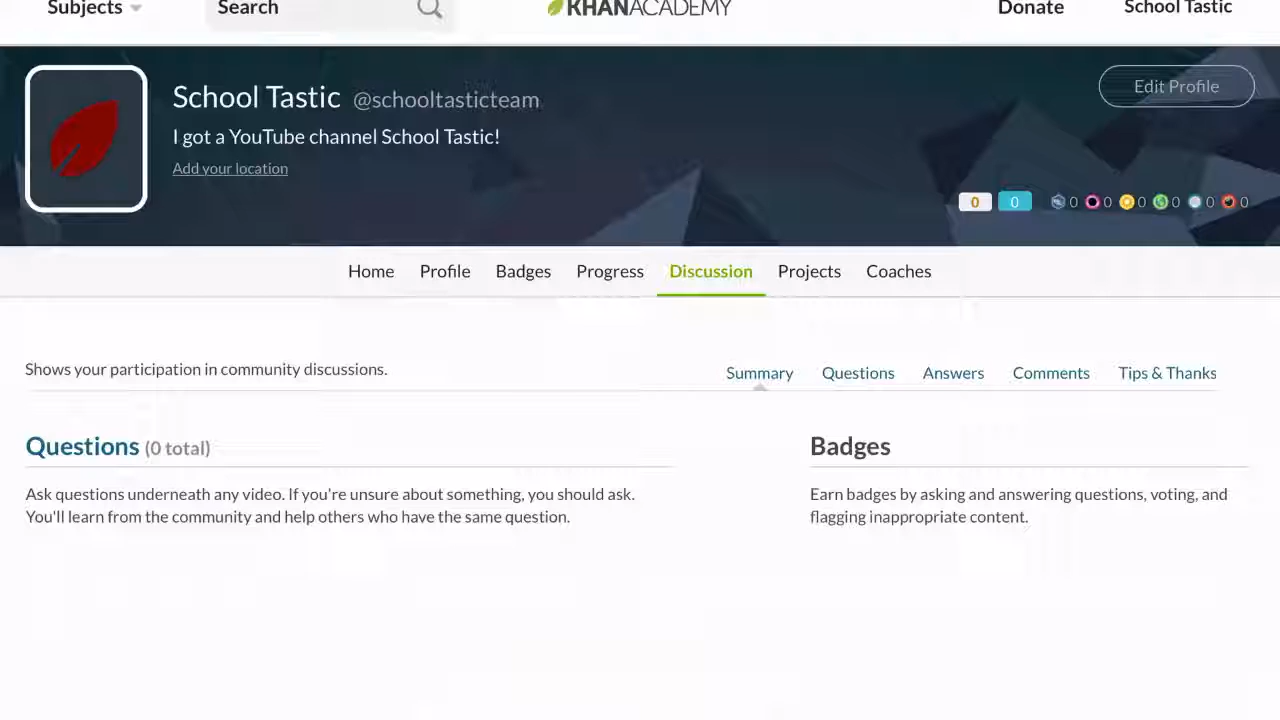 Subjects Search KHANACADEMY Donate School Tastic
School Tastic @schooltasticteam
Edit Profile
I got a YouTube channel School Tastic!
Add your location
0 0 0 0 0 0 0 0
Home Profile Badges Progress Discussion Projects Coaches
Shows your participation in community discussions.
Summary Questions Answers Comments Tips & Thanks
Questions (0 total)
Ask questions underneath any video. If you're unsure about something, you should ask.
You'll learn from the community and help others who have the same question.
Badges
Earn badges by asking and answering questions, voting, and
flagging inappropriate content.